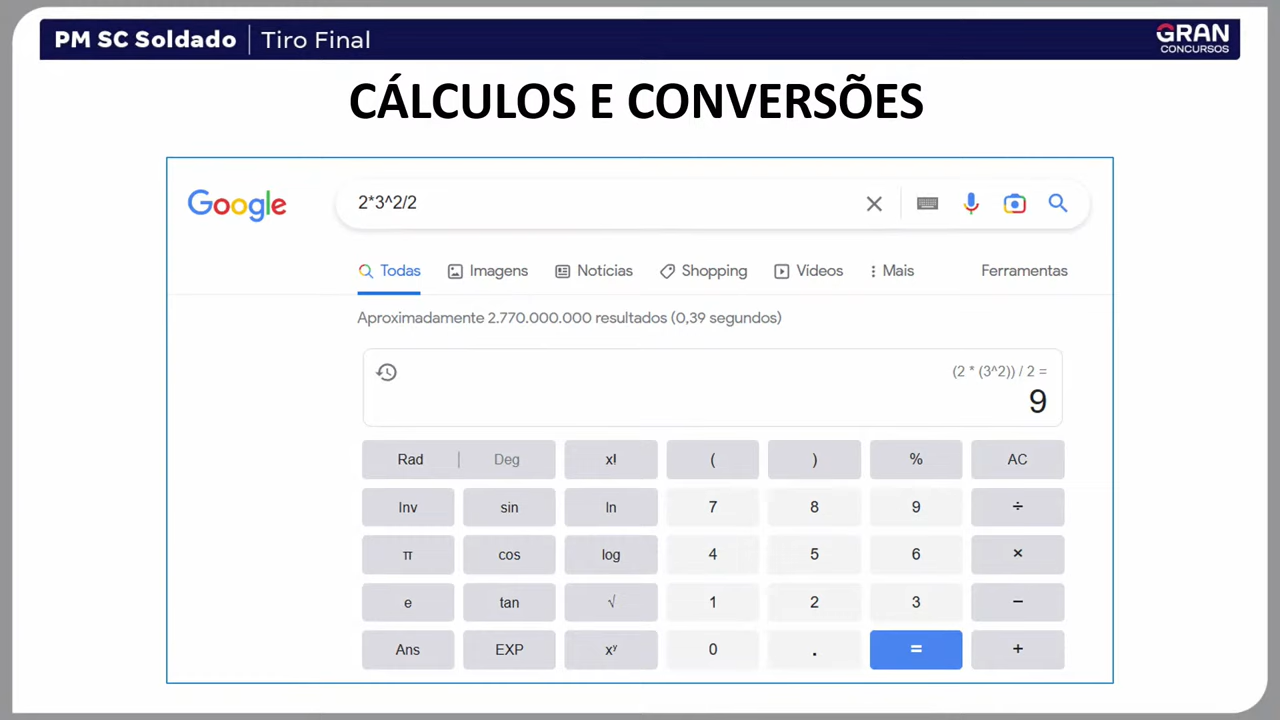 PM SC Soldado | Tiro Final
GRAN
CONCURSOS
CÁLCULOS E CONVERSÕES
Google
2*3^2/2
Todas Imagens Notícias Shopping Vídeos Mais Ferramentas
Aproximadamente 2.770.000.000 resultados (0,39 segundos)
(2 * (3^2)) / 2 =
9
Rad | Deg x! ( ) % AC
Inv sin ln 7 8 9 ÷
π cos log 4 5 6 ×
e tan √ 1 2 3 −
Ans EXP xʸ 0 . = +